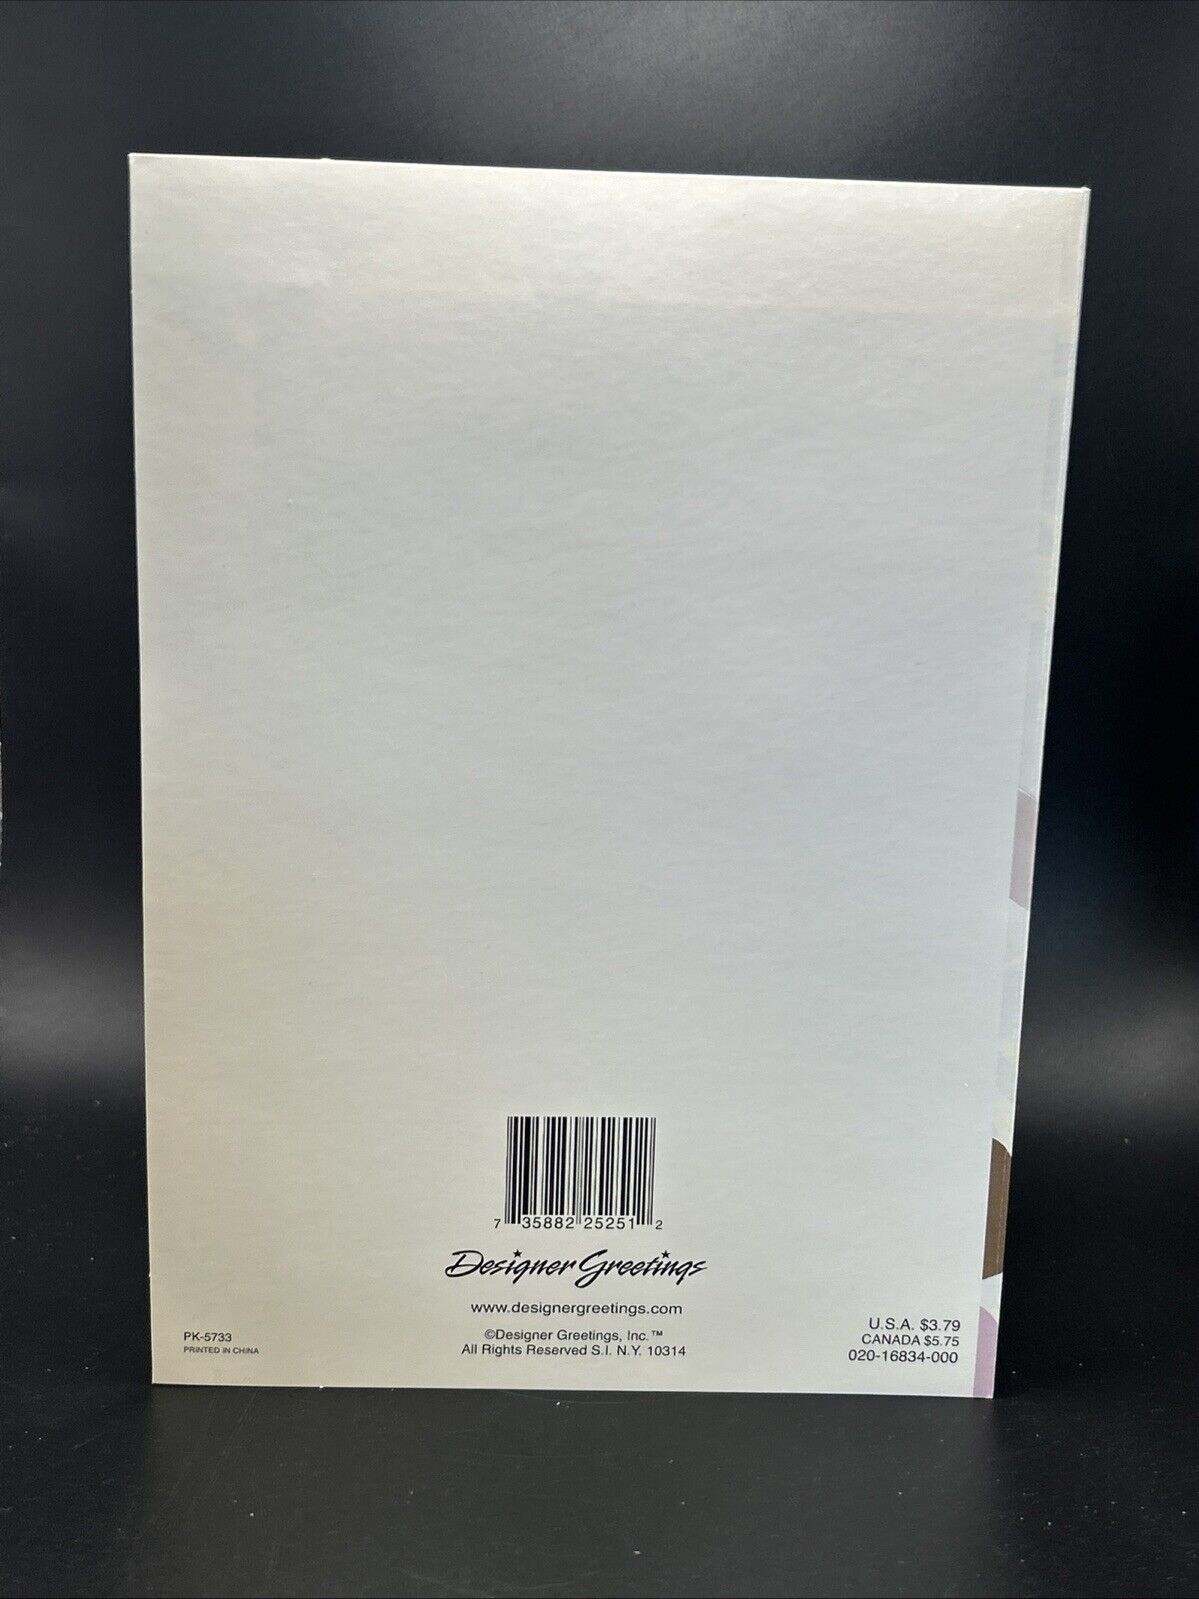 7 35882 25251 2
Designer Greetings
www.designergreetings.com
©Designer Greetings, Inc.™
All Rights Reserved S.I. N.Y. 10314
PK-5733
PRINTED IN CHINA
U.S.A. $3.79
CANADA $5.75
020-16834-000